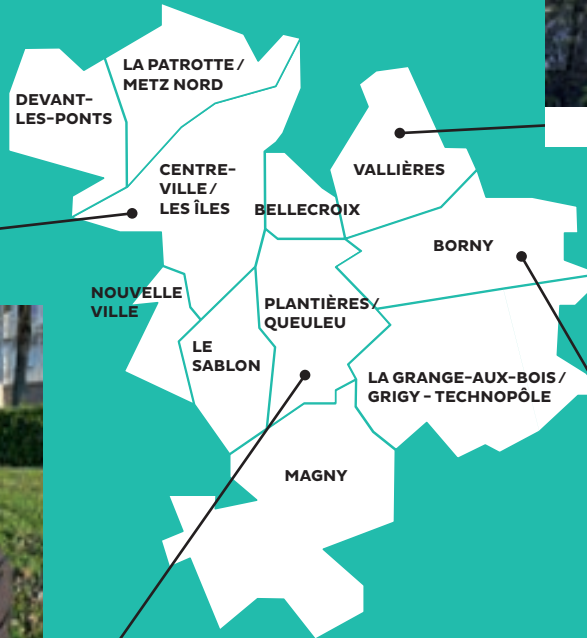 LA PATROTTE /
METZ NORD
DEVANT-
LES-PONTS
CENTRE-
VILLE /
LES ÎLES
VALLIÈRES
BELLECROIX
BORNY
NOUVELLE
VILLE
PLANTIÈRES /
QUEULEU
LE
SABLON
LA GRANGE-AUX-BOIS /
GRIGY - TECHNOPÔLE
MAGNY